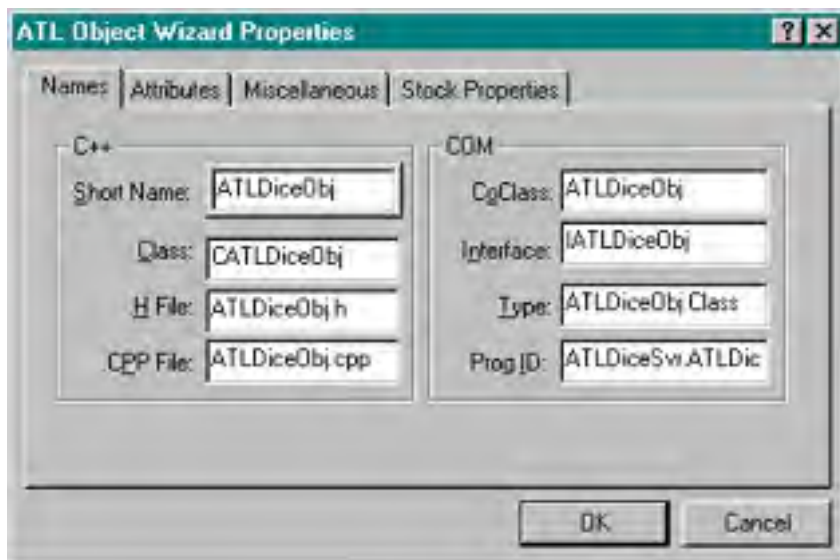 ATL Object Wizard Properties
Names Attributes Miscellaneous Stock Properties
C++
Short Name: ATLDiceObj
Class: CATLDiceObj
H File: ATLDiceObj.h
CPP File: ATLDiceObj.cpp
COM
CoClass: ATLDiceObj
Interface: IATLDiceObj
Type: ATLDiceObj Class
Prog ID: ATLDiceSvr.ATLDic
OK Cancel